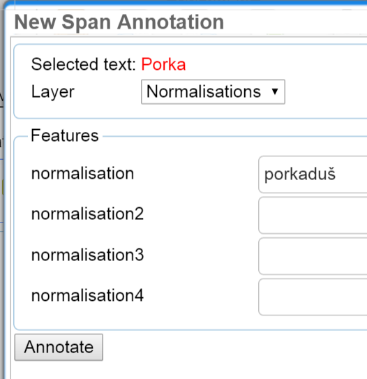 New Span Annotation
Selected text: Porka
Layer Normalisations
Features
normalisation porkaduš
normalisation2
normalisation3
normalisation4
Annotate